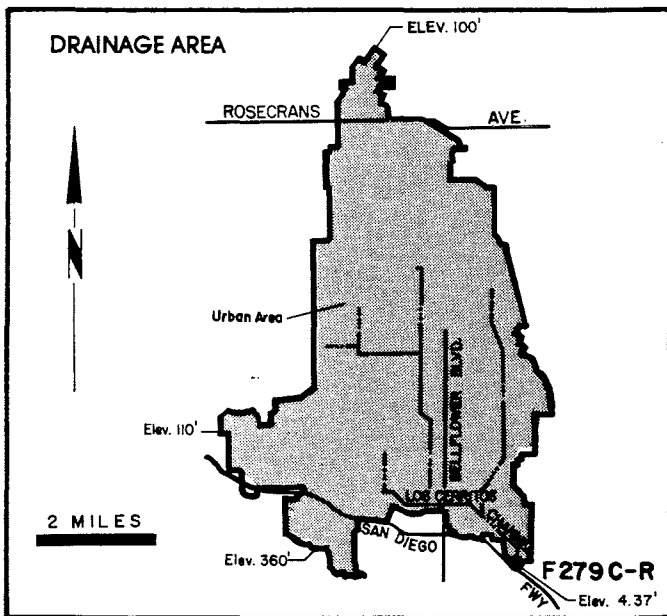 DRAINAGE AREA
ELEV. 100'
ROSECRANS AVE.
N
Urban Area
BELLFLOWER BLVD.
Elev. 110'
LOS CERRITOS
CHANNEL
2 MILES
SAN DIEGO
FWY
Elev. 360'
F279C-R
Elev. 4.37'